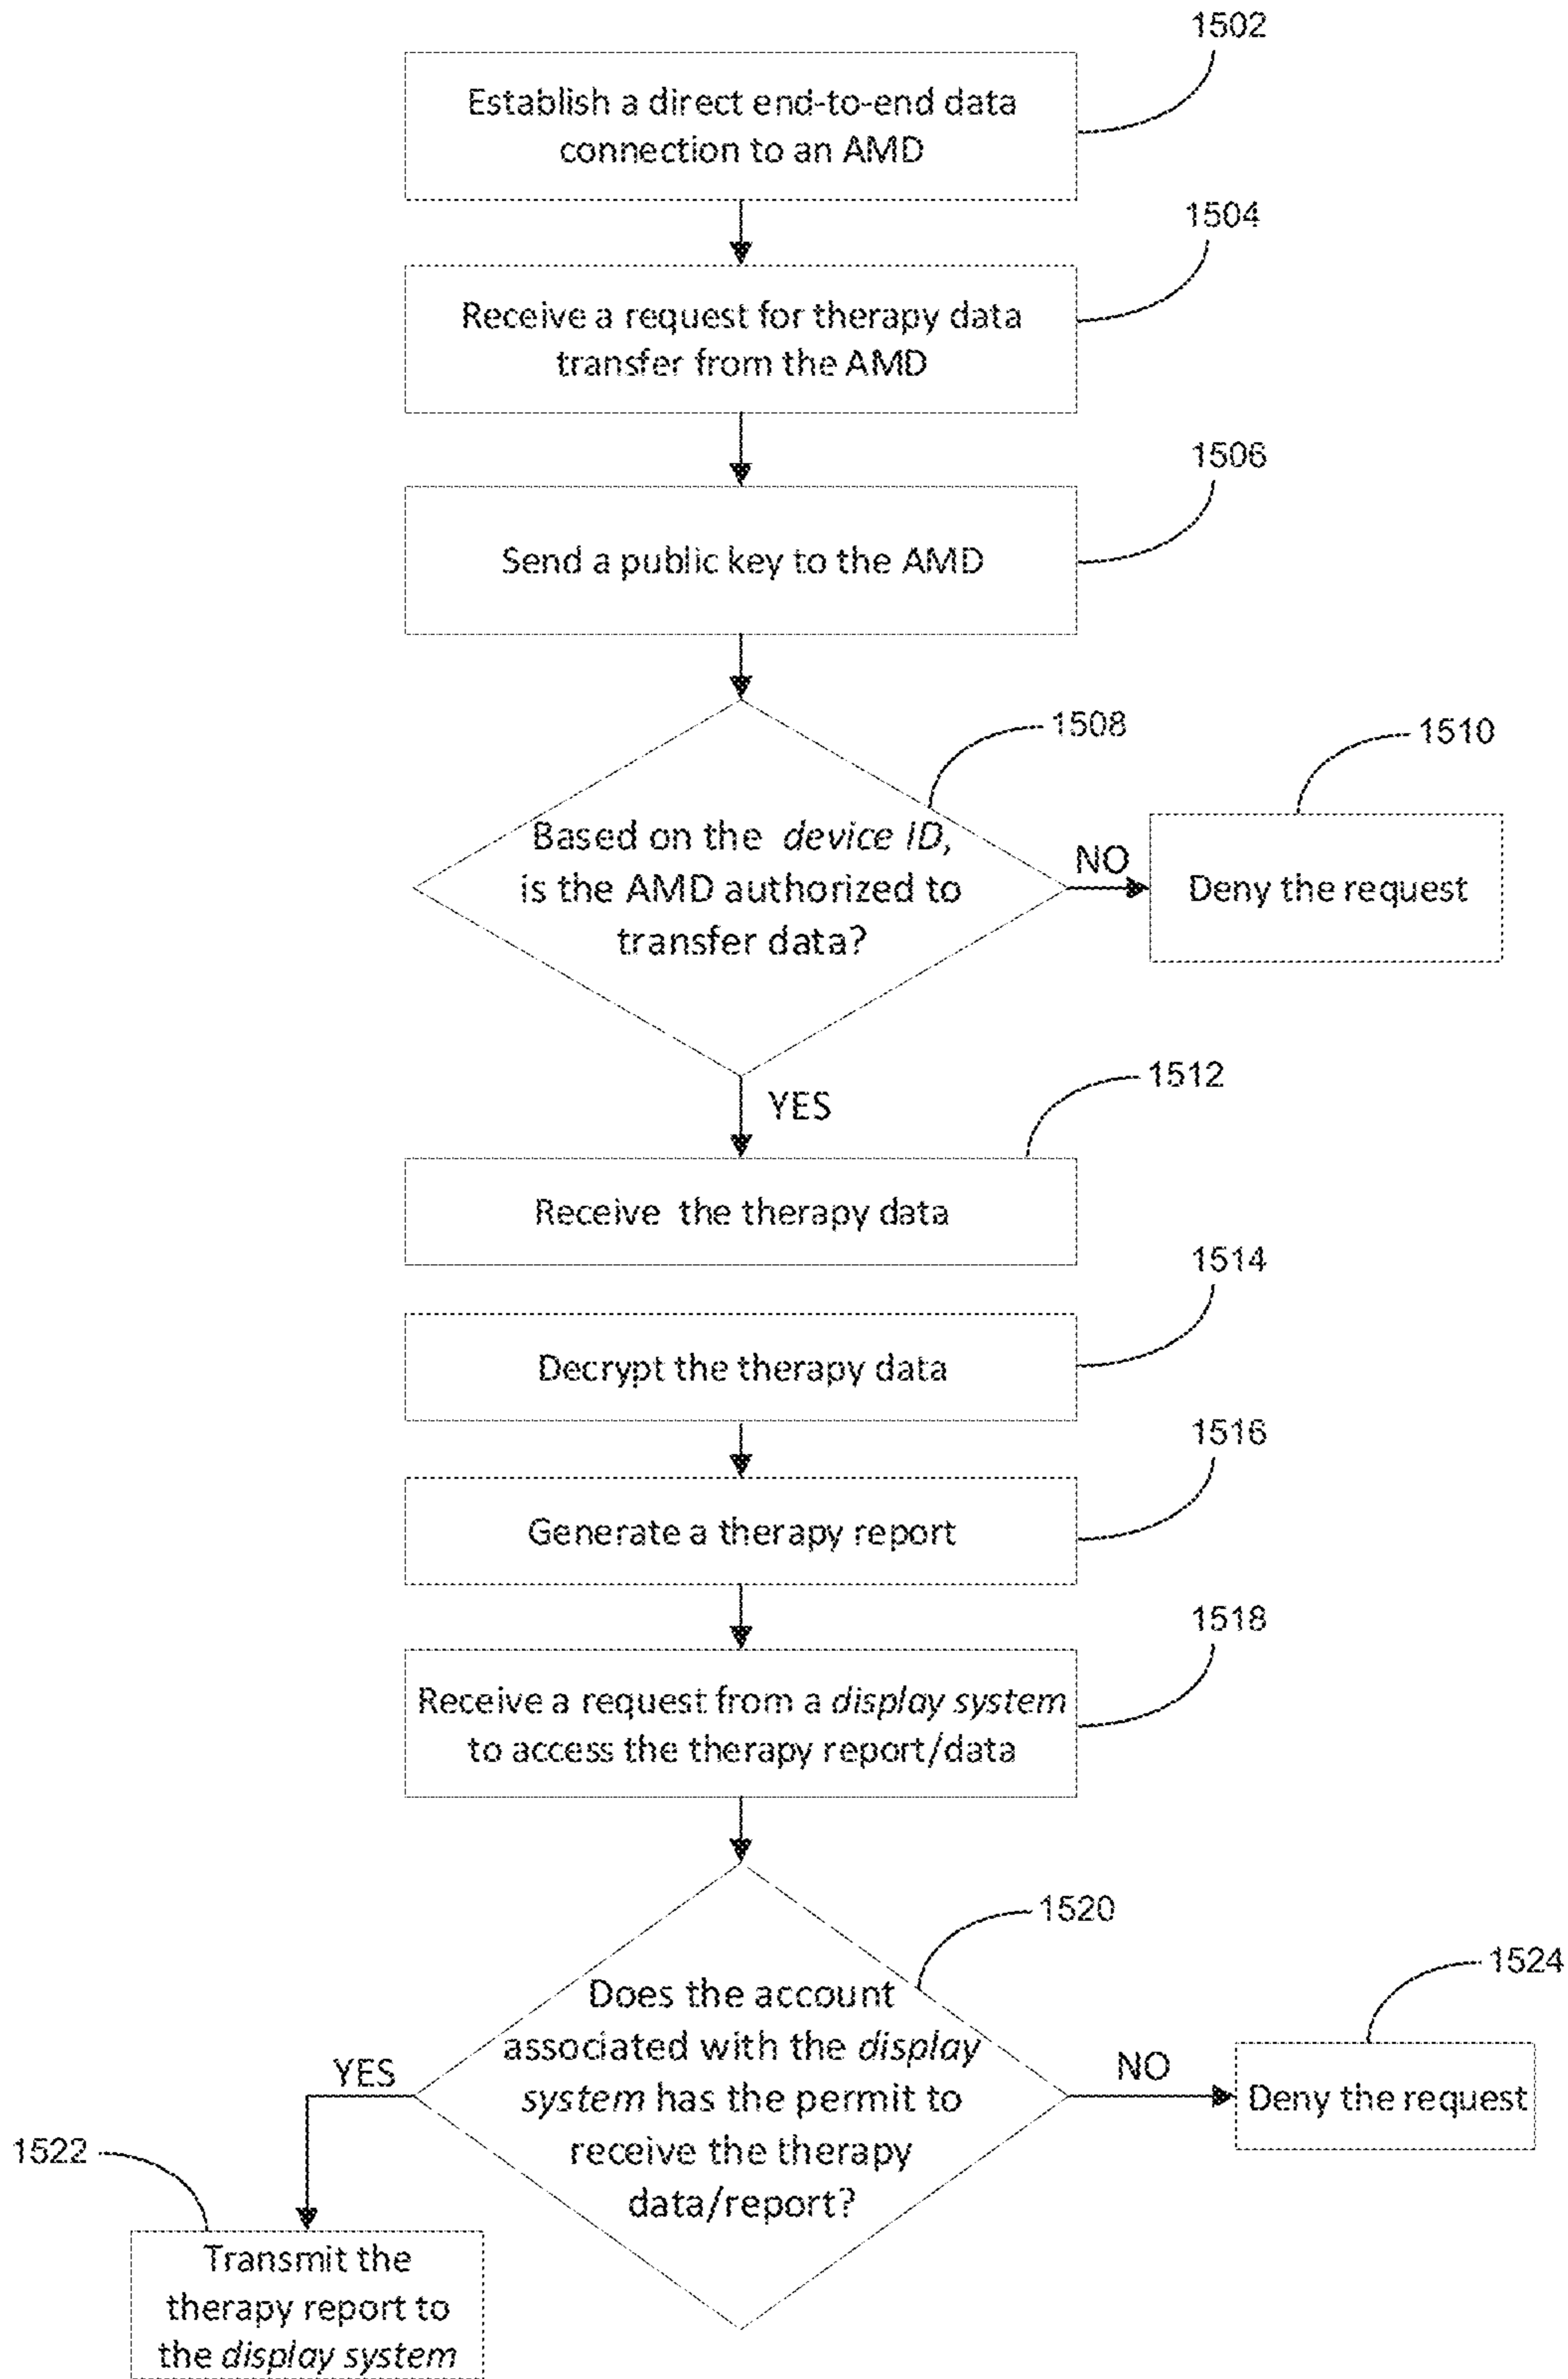 1502
Establish a direct end-to-end data
connection to an AMD
1504
Receive a request for therapy data
transfer from the AMD
1506
Send a public key to the AMD
1508
1510
Based on the device ID,
is the AMD authorized to
transfer data?
NO
Deny the request
YES
1512
Receive the therapy data
1514
Decrypt the therapy data
1516
Generate a therapy report
1518
Receive a request from a display system
to access the therapy report/data
1520
1524
Does the account
associated with the display
system has the permit to
receive the therapy
data/report?
YES
NO
Deny the request
1522
Transmit the
therapy report to
the display system